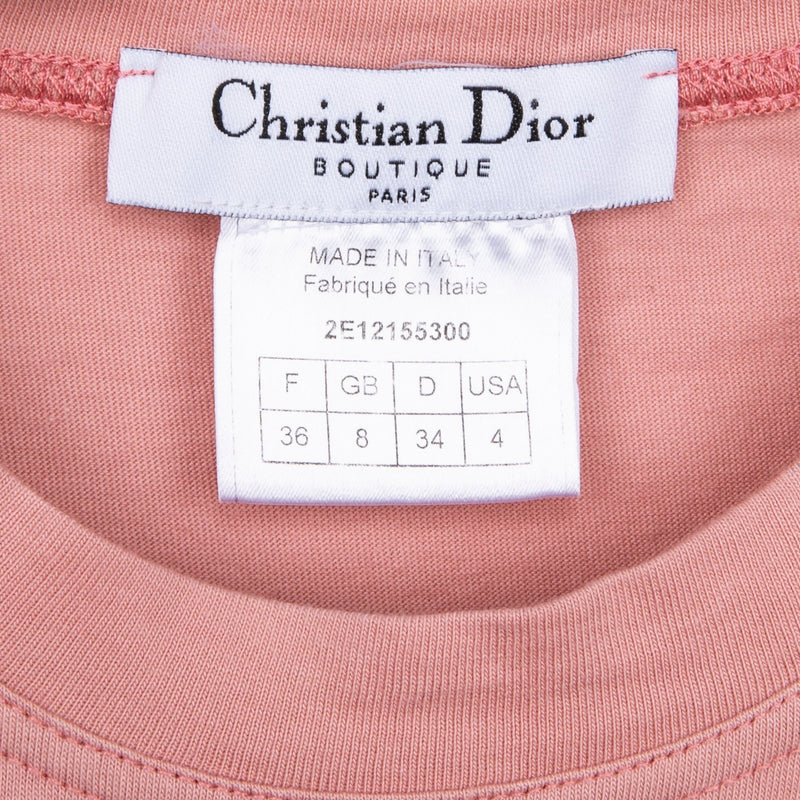 Christian Dior
BOUTIQUE
PARIS
MADE IN ITALY
Fabriqué en Italie
2E12155300
F GB D USA
36 8 34 4